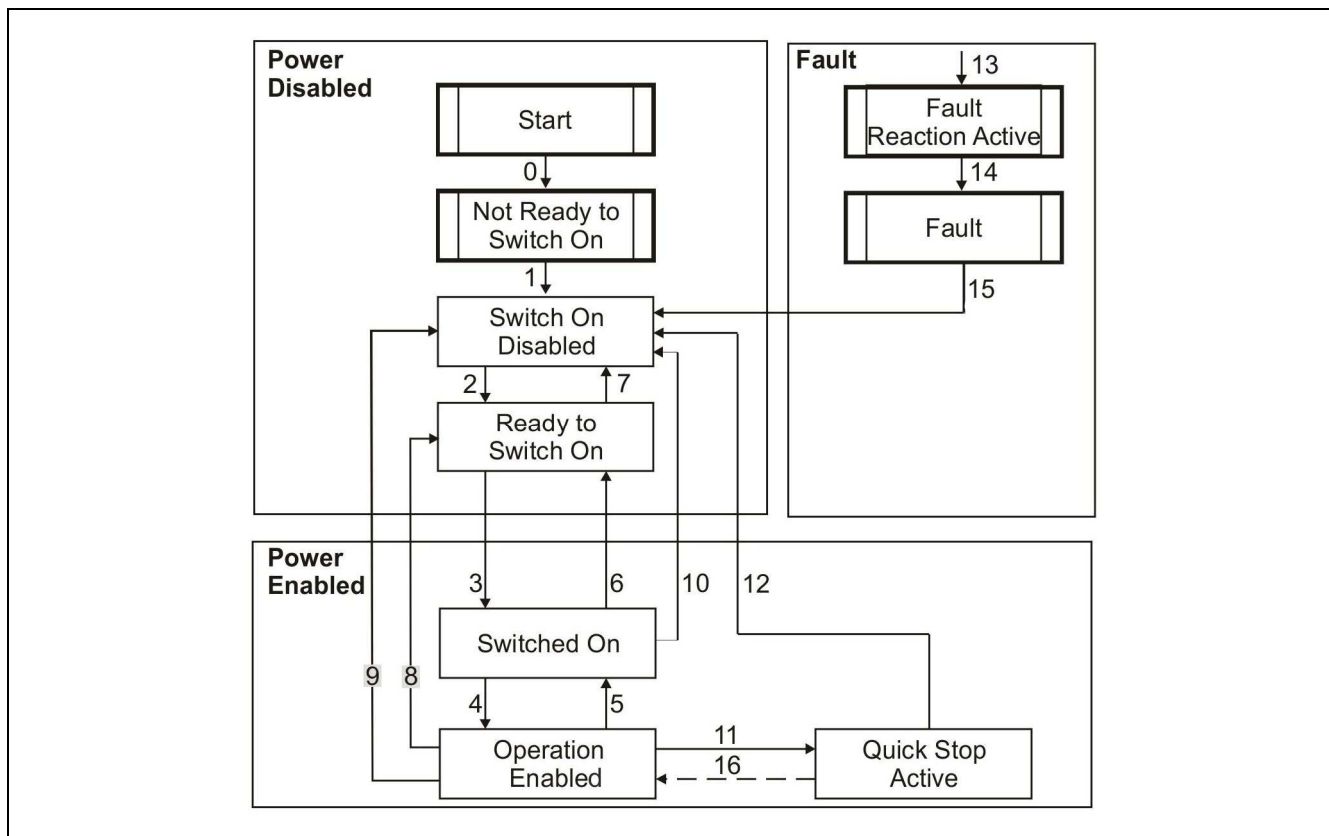 Power
Disabled
Start
0
Not Ready to
Switch On
1
Switch On
Disabled
2
7
Ready to
Switch On
Fault
13
Fault
Reaction Active
14
Fault
15
Power
Enabled
3
6
10
12
Switched On
9
8
4
5
Operation
Enabled
11
16
Quick Stop
Active